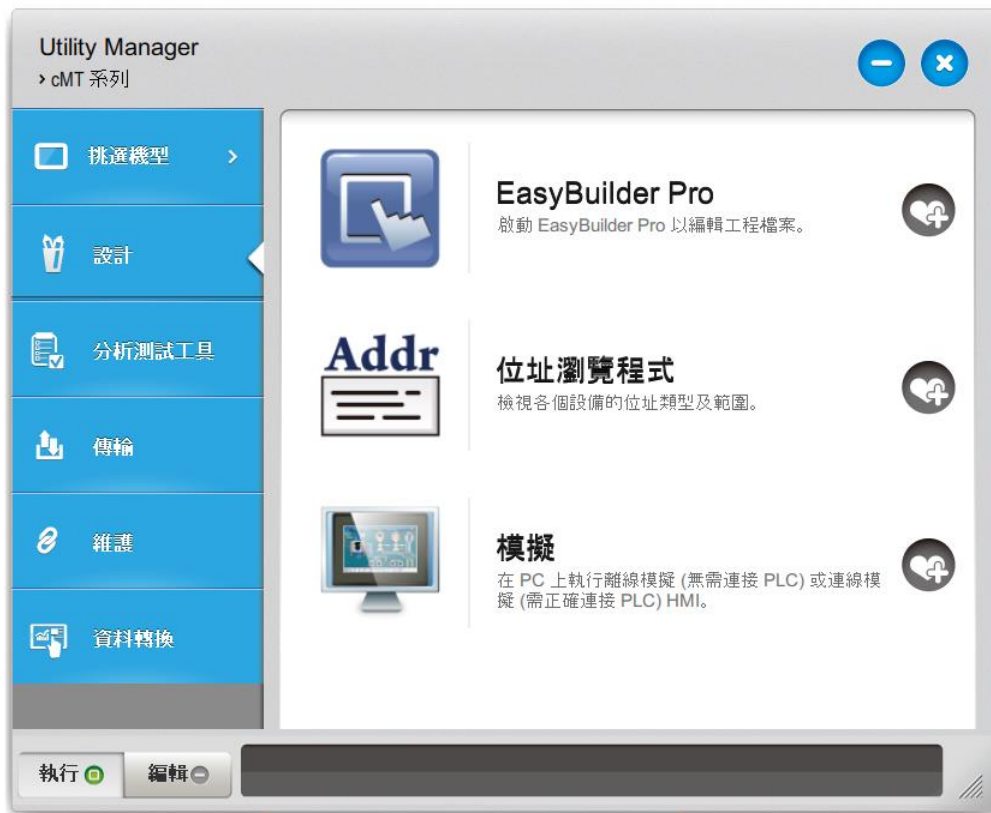 Utility Manager
› cMT 系列
挑選機型
設計
分析測試工具
傳輸
維護
資料轉換
EasyBuilder Pro
啟動 EasyBuilder Pro 以編輯工程檔案。
Addr
位址瀏覽程式
檢視各個設備的位址類型及範圍。
模擬
在 PC 上執行離線模擬 (無需連接 PLC) 或連線模
擬 (需正確連接 PLC) HMI。
執行
編輯